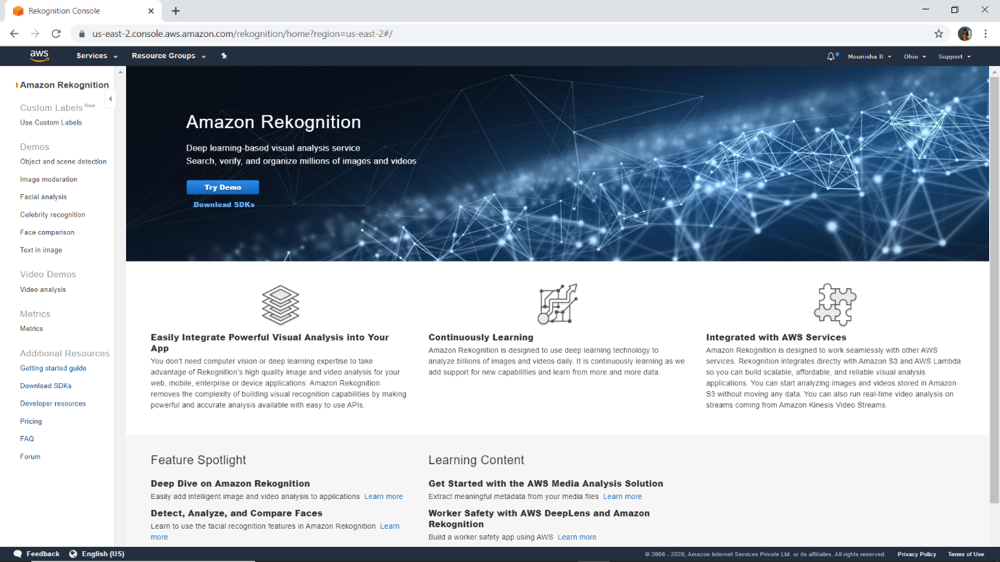 Rekognition Console
us-east-2.console.aws.amazon.com/rekognition/home?region=us-east-2#/
aws
Services
Resource Groups
Mounisha B
Ohio
Support
Amazon Rekognition
Custom Labels New
Use Custom Labels
Demos
Object and scene detection
Image moderation
Facial analysis
Celebrity recognition
Face comparison
Text in image
Video Demos
Video analysis
Metrics
Metrics
Additional Resources
Getting started guide
Download SDKs
Developer resources
Pricing
FAQ
Forum
Amazon Rekognition
Deep learning-based visual analysis service
Search, verify, and organize millions of images and videos
Try Demo
Download SDKs
Easily Integrate Powerful Visual Analysis into Your
App
You don't need computer vision or deep learning expertise to take
advantage of Rekognition's high quality image and video analysis for your
web, mobile, enterprise or device applications. Amazon Rekognition
removes the complexity of building visual recognition capabilities by making
powerful and accurate analysis available with easy to use APIs.
Continuously Learning
Amazon Rekognition is designed to use deep learning technology to
analyze billions of images and videos daily. It is continuously learning as we
add support for new capabilities and learn from more and more data.
Integrated with AWS Services
Amazon Rekognition is designed to work seamlessly with other AWS
services. Rekognition integrates directly with Amazon S3 and AWS Lambda
so you can build scalable, affordable, and reliable visual analysis
applications. You can start analyzing images and videos stored in Amazon
S3 without moving any data. You can also run real-time video analysis on
streams coming from Amazon Kinesis Video Streams.
Feature Spotlight
Deep Dive on Amazon Rekognition
Easily add intelligent image and video analysis to applications Learn more
Detect, Analyze, and Compare Faces
Learn to use the facial recognition features in Amazon Rekognition Learn
more
Learning Content
Get Started with the AWS Media Analysis Solution
Extract meaningful metadata from your media files Learn more
Worker Safety with AWS DeepLens and Amazon
Rekognition
Build a worker safety app using AWS Learn more
Feedback
English (US)
© 2008 - 2020, Amazon Internet Services Private Ltd. or its affiliates. All rights reserved.
Privacy Policy
Terms of Use